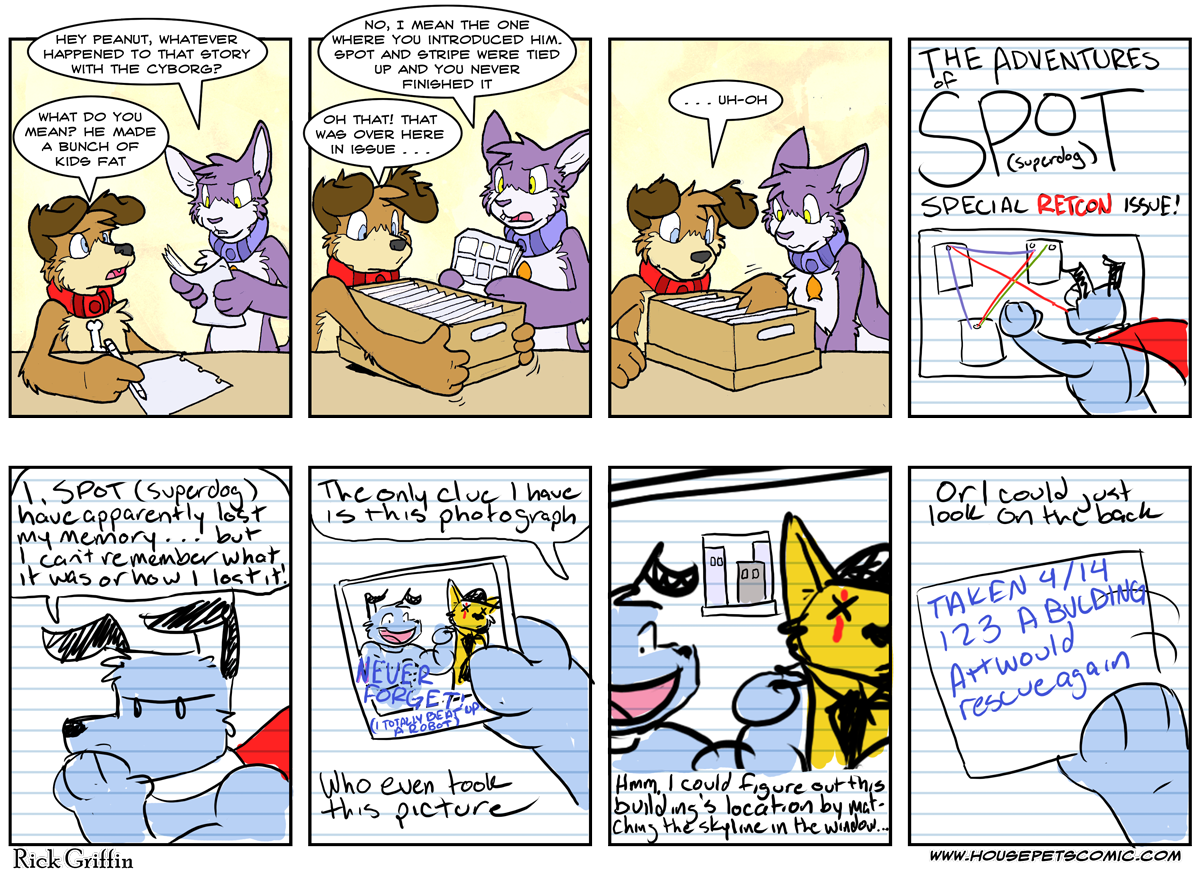 HEY PEANUT, WHATEVER
HAPPENED TO THAT STORY
WITH THE CYBORG?
WHAT DO YOU
MEAN? HE MADE
A BUNCH OF
KIDS FAT
NO, I MEAN THE ONE
WHERE YOU INTRODUCED HIM.
SPOT AND STRIPE WERE TIED
UP AND YOU NEVER
FINISHED IT
OH THAT! THAT
WAS OVER HERE
IN ISSUE . . .
. . . UH-OH
THE ADVENTURES
OF
SPOT
(superdog)
SPECIAL RETCON ISSUE!
I, SPOT (superdog)
have apparently lost
my memory... but
I can't remember what
it was or how I lost it!
The only clue I have
is this photograph
NEVER
FORGET!
(I TOTALLY BEAT UP
A ROBOT)
Who even took
this picture
Hmm, I could figure out this
building's location by mat-
ching the skyline in the window...
Or I could just
look on the back
TAKEN 4/14
123 A BULDING
A++ would
rescue again
Rick Griffin
WWW.HOUSEPETSCOMIC.COM